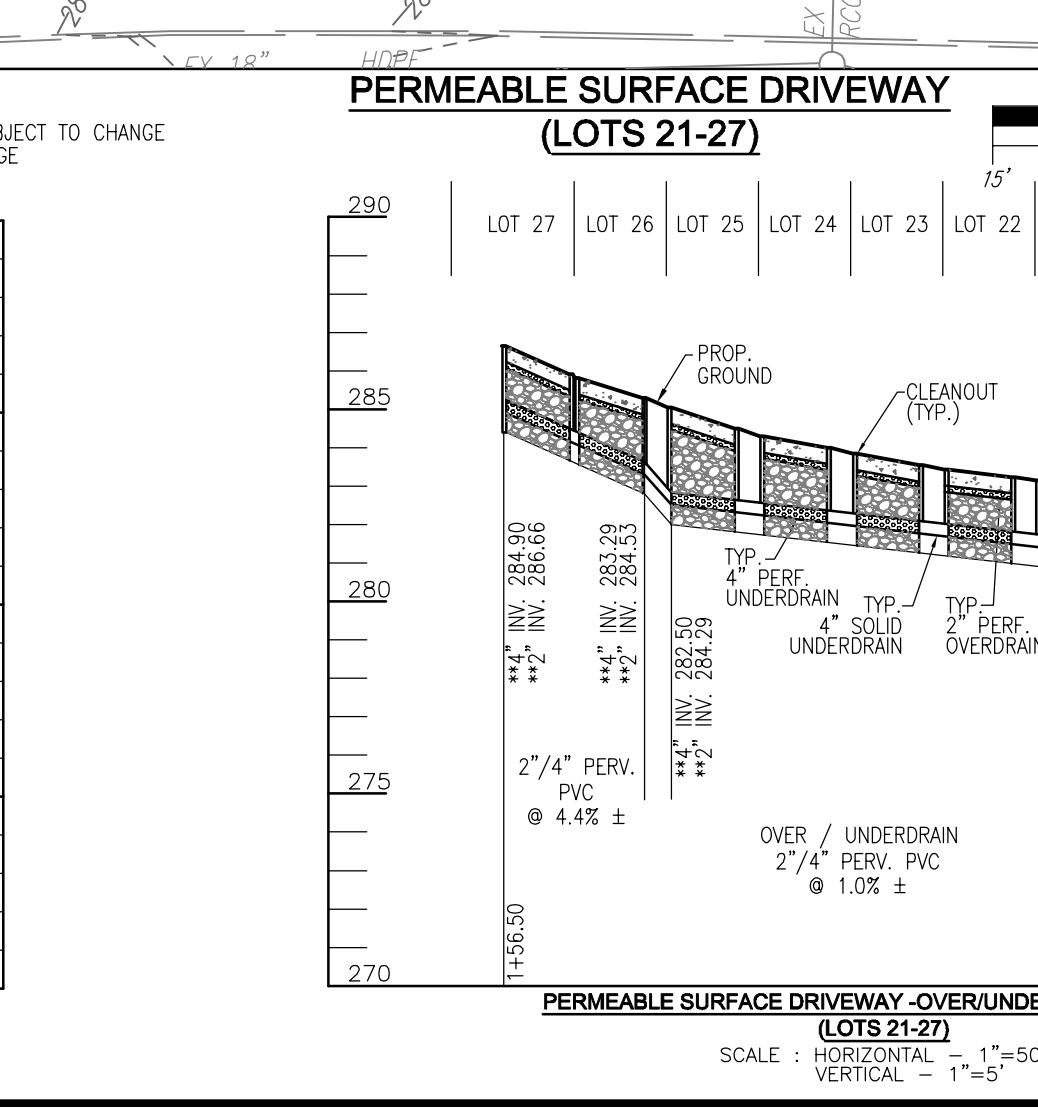 EX 18"
HDPE
EX
PERMEABLE SURFACE DRIVEWAY
(LOTS 21-27)
TO CHANGE
15'
290
LOT 27
LOT 26
LOT 25
LOT 24
LOT 23
LOT 22
PROP.
GROUND
285
CLEANOUT
(TYP.)
**4" INV. 284.90
**2" INV. 286.66
**4" INV. 283.29
**2" INV. 284.53
TYP.
4" PERF.
UNDERDRAIN
280
TYP.
4" SOLID
UNDERDRAIN
TYP.
2" PERF.
OVERDRAIN
**4" INV. 282.50
**2" INV. 284.29
2"/4" PERV.
PVC
@ 4.4% ±
275
OVER / UNDERDRAIN
2"/4" PERV. PVC
@ 1.0% ±
1+56.50
270
PERMEABLE SURFACE DRIVEWAY -OVER/UNDE
(LOTS 21-27)
SCALE : HORIZONTAL - 1"=50
VERTICAL - 1"=5'